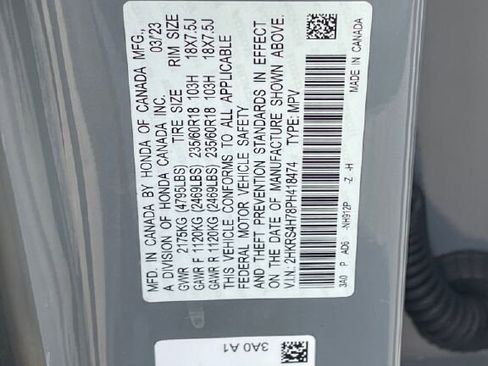 MFD. IN CANADA BY HONDA OF CANADA MFG.,
A DIVISION OF HONDA CANADA INC. 03/23
GVWR 2175KG (4795LBS) TIRE SIZE RIM SIZE
GAWR F 1120KG (2469LBS) 235/60R18 103H 18X7.5J
GAWR R 1120KG (2469LBS) 235/60R18 103H 18X7.5J
THIS VEHICLE CONFORMS TO ALL APPLICABLE
FEDERAL MOTOR VEHICLE SAFETY
AND THEFT PREVENTION STANDARDS IN EFFECT
ON THE DATE OF MANUFACTURE SHOWN ABOVE.
V.I.N.: 2HKRS4H78PH418474 TYPE: MPV
3A0 P AD6 -NH912P -Z -H MADE IN CANADA
3A0 A1